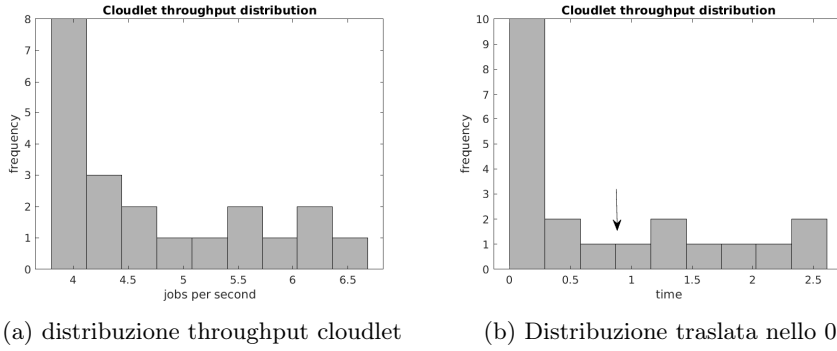 Cloudlet throughput distribution
8
7
6
5
4
3
2
1
0
frequency
4 4.5 5 5.5 6 6.5
jobs per second
(a) distribuzione throughput cloudlet
Cloudlet throughput distribution
10
9
8
7
6
5
4
3
2
1
0
frequency
0 0.5 1 1.5 2 2.5
time
(b) Distribuzione traslata nello 0